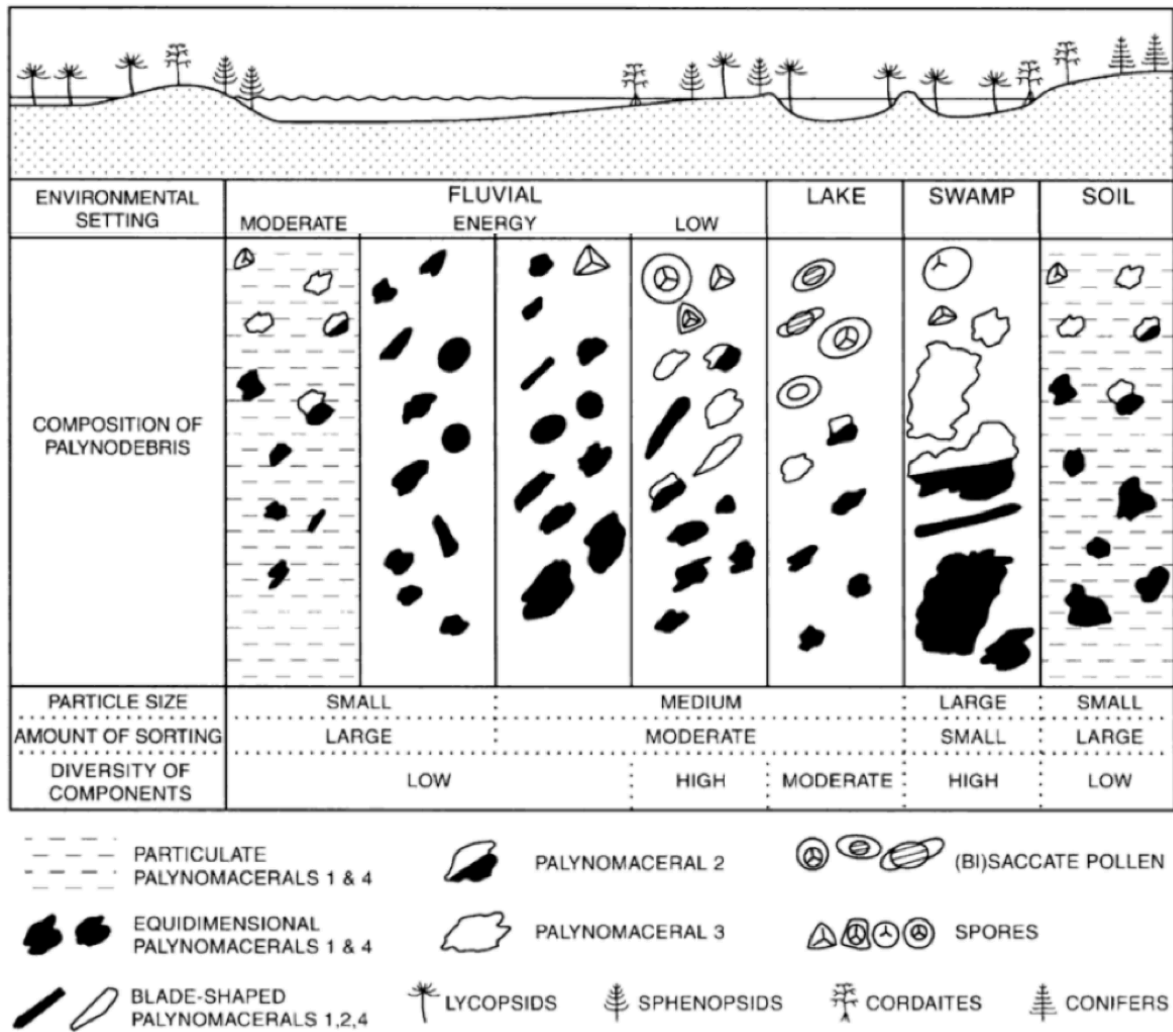 ENVIRONMENTAL
SETTING
FLUVIAL
MODERATE ENERGY LOW
LAKE
SWAMP
SOIL
COMPOSITION OF
PALYNODEBRIS
PARTICLE SIZE SMALL MEDIUM LARGE SMALL
AMOUNT OF SORTING LARGE MODERATE SMALL LARGE
DIVERSITY OF
COMPONENTS
LOW HIGH MODERATE HIGH LOW
PARTICULATE
PALYNOMACERALS 1 & 4
PALYNOMACERAL 2
(BI)SACCATE POLLEN
EQUIDIMENSIONAL
PALYNOMACERALS 1 & 4
PALYNOMACERAL 3
SPORES
BLADE-SHAPED
PALYNOMACERALS 1,2,4
LYCOPSIDS
SPHENOPSIDS
CORDAITES
CONIFERS